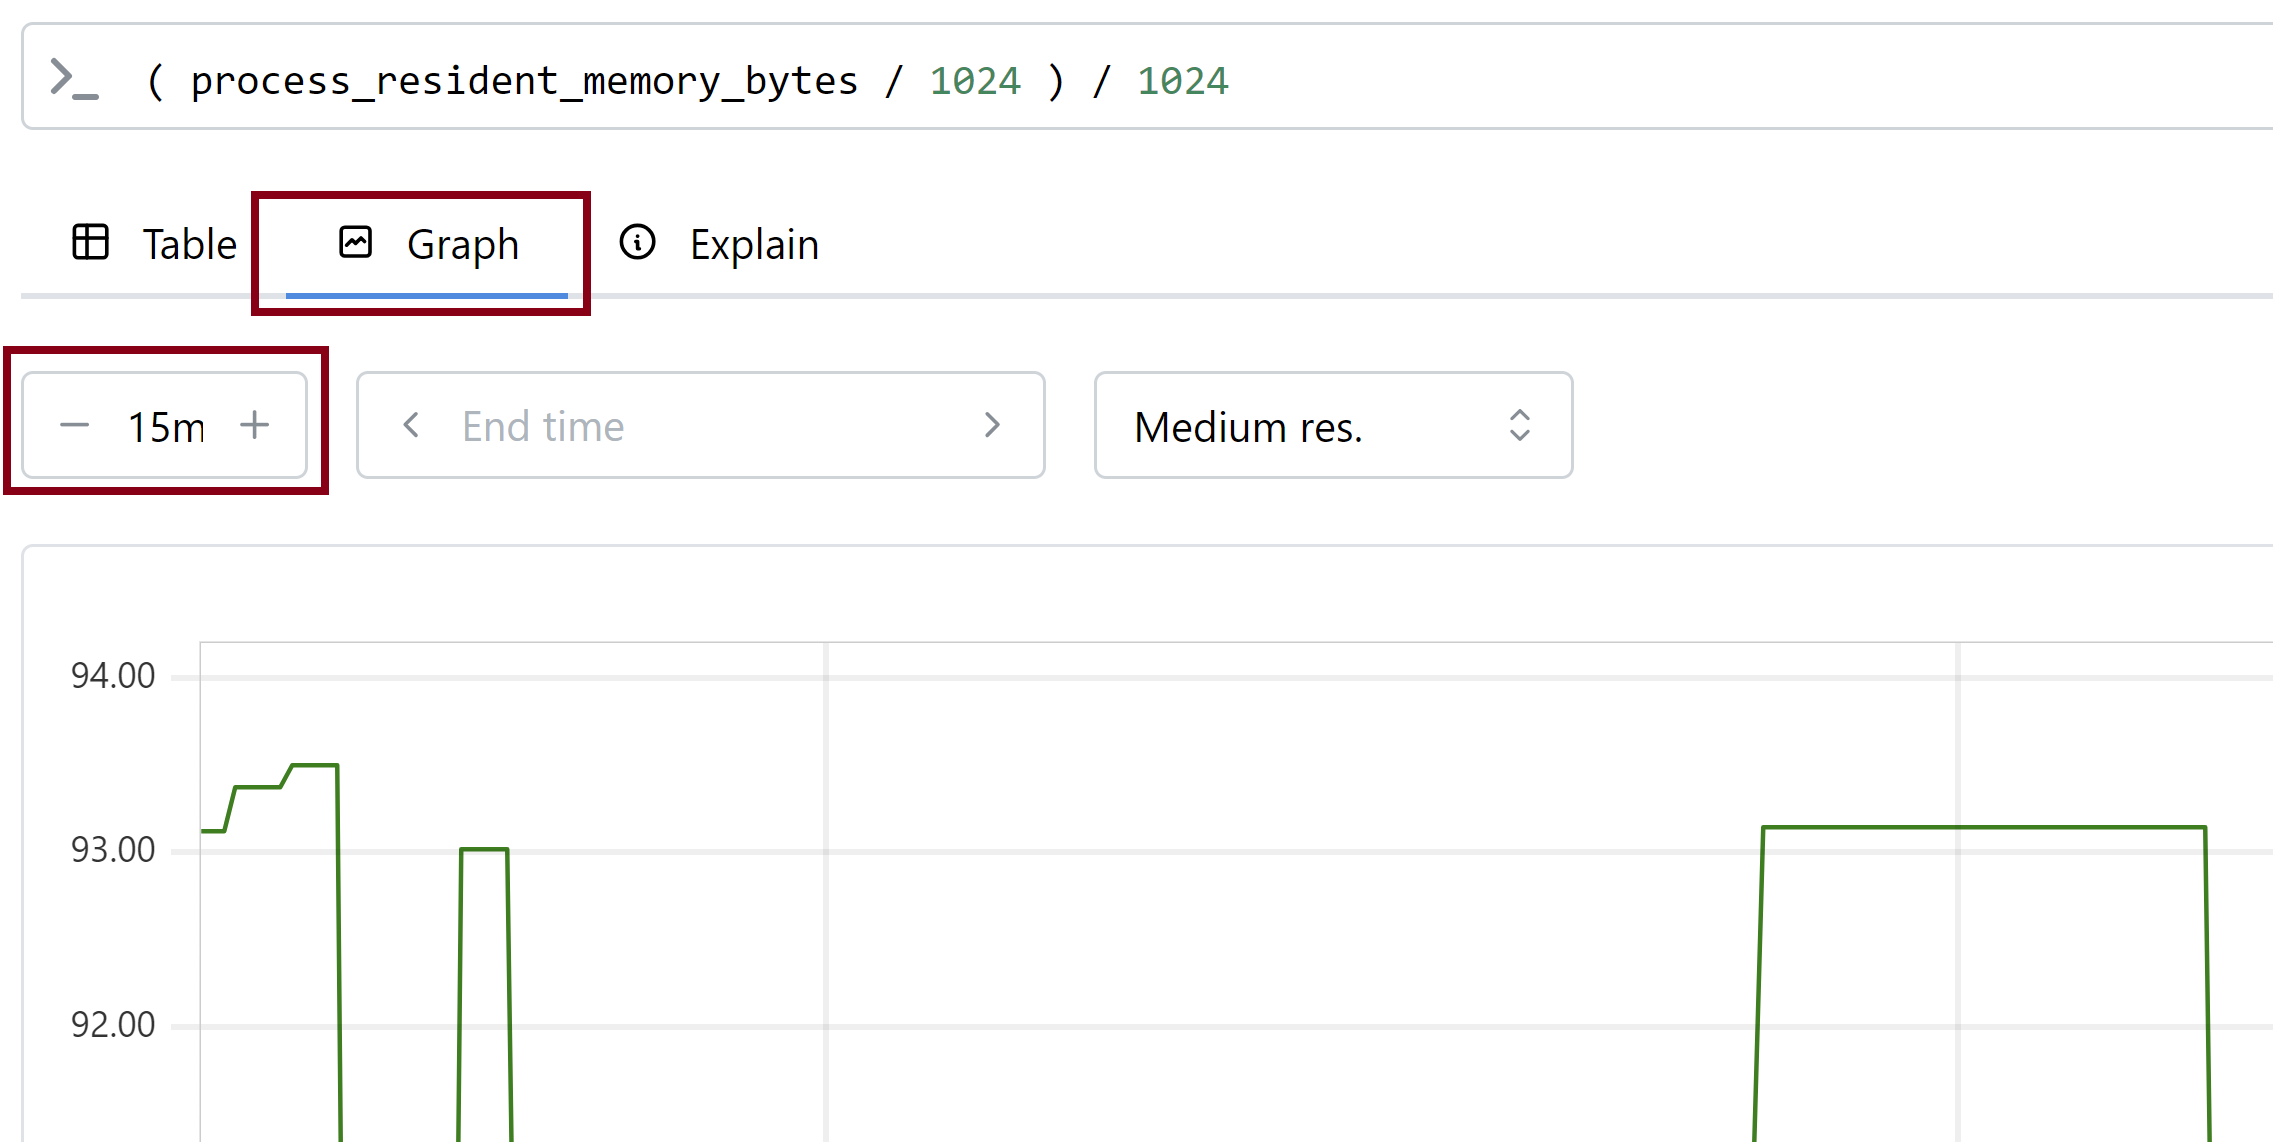 ( process_resident_memory_bytes / 1024 ) / 1024
Table Graph Explain
15m End time Medium res.
94.00
93.00
92.00